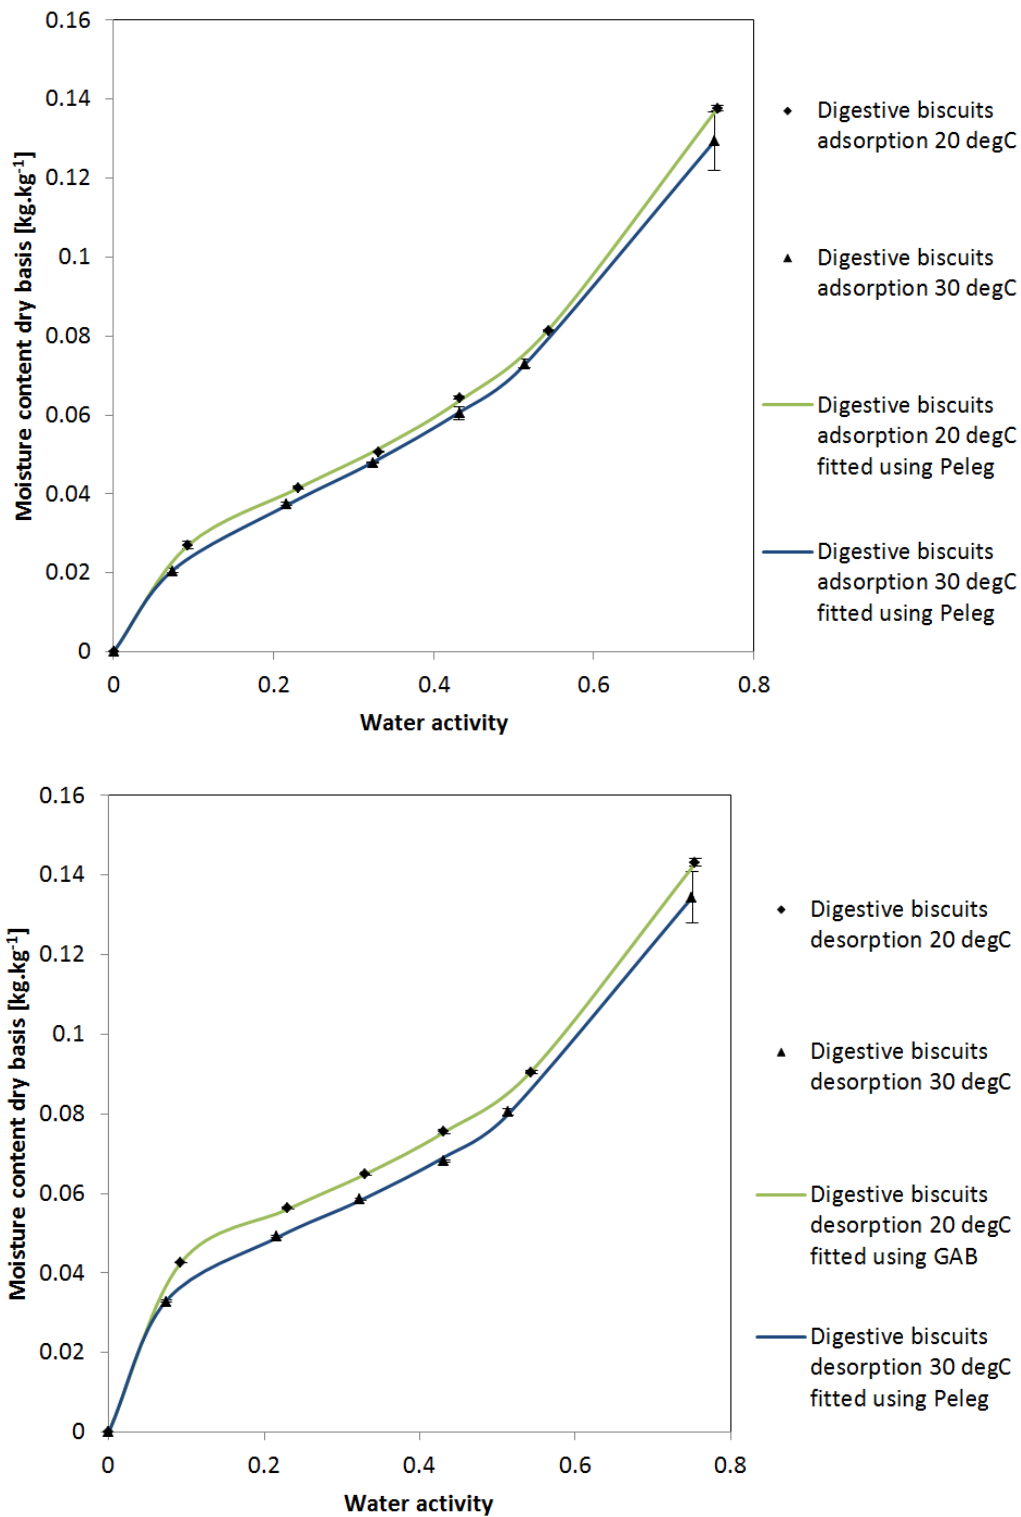 0.16
0.14
0.12
0.1
0.08
0.06
0.04
0.02
0
Moisture content dry basis [kg.kg⁻¹]
0 0.2 0.4 0.6 0.8
Water activity
Digestive biscuits
adsorption 20 degC
Digestive biscuits
adsorption 30 degC
Digestive biscuits
adsorption 20 degC
fitted using Peleg
Digestive biscuits
adsorption 30 degC
fitted using Peleg
0.16
0.14
0.12
0.1
0.08
0.06
0.04
0.02
0
Moisture content dry basis [kg.kg⁻¹]
0 0.2 0.4 0.6 0.8
Water activity
Digestive biscuits
desorption 20 degC
Digestive biscuits
desorption 30 degC
Digestive biscuits
desorption 20 degC
fitted using GAB
Digestive biscuits
desorption 30 degC
fitted using Peleg